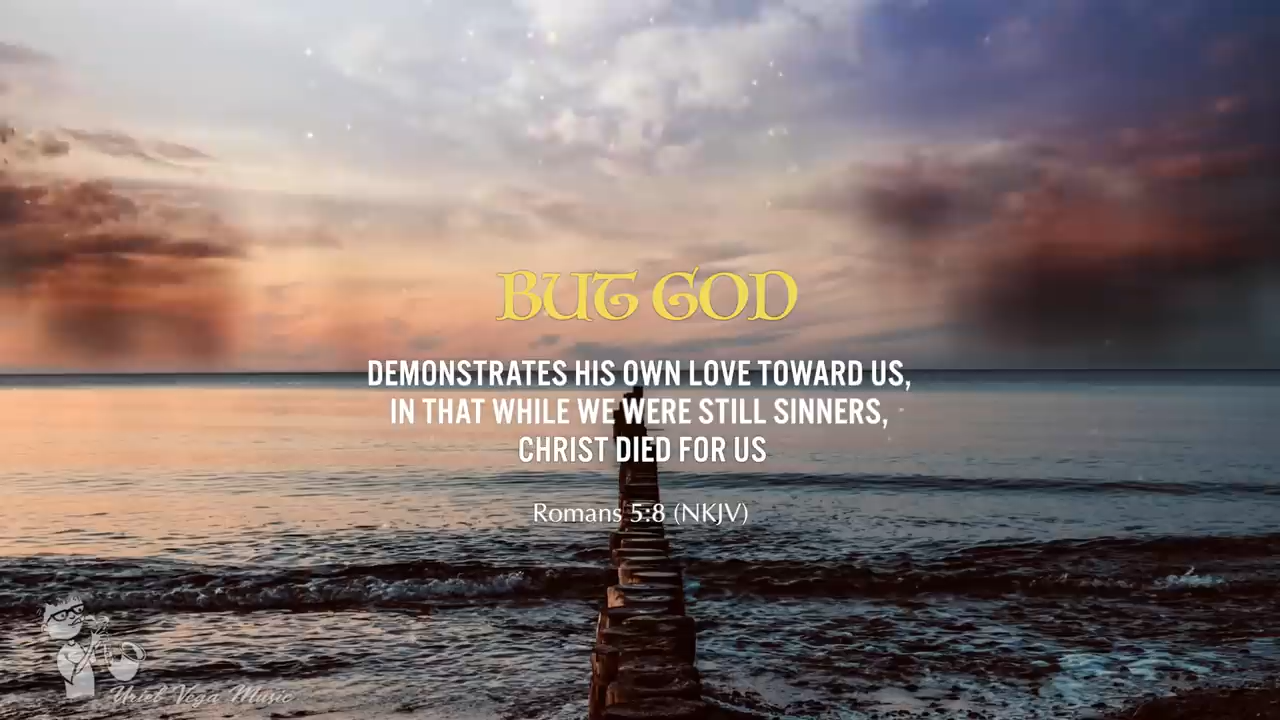 BUT GOD
DEMONSTRATES HIS OWN LOVE TOWARD US,
IN THAT WHILE WE WERE STILL SINNERS,
CHRIST DIED FOR US
Romans 5:8 (NKJV)
Uriel Vega Music